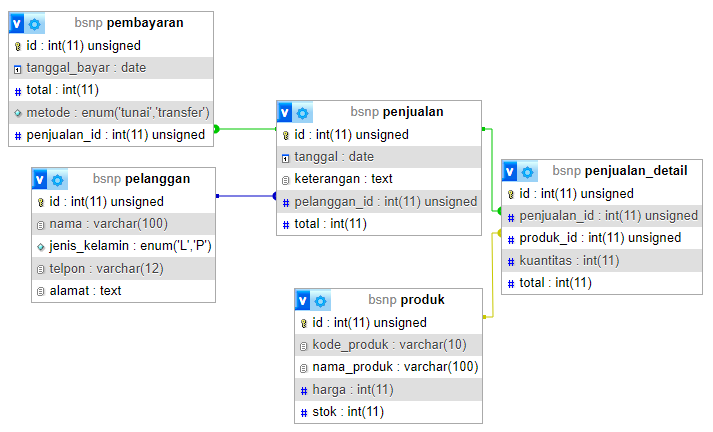 bsnp pembayaran
id : int(11) unsigned
tanggal_bayar : date
total : int(11)
metode : enum('tunai','transfer')
penjualan_id : int(11) unsigned
bsnp penjualan
id : int(11) unsigned
tanggal : date
keterangan : text
pelanggan_id : int(11) unsigned
total : int(11)
bsnp pelanggan
id : int(11) unsigned
nama : varchar(100)
jenis_kelamin : enum('L','P')
telpon : varchar(12)
alamat : text
bsnp penjualan_detail
id : int(11) unsigned
penjualan_id : int(11) unsigned
produk_id : int(11) unsigned
kuantitas : int(11)
total : int(11)
bsnp produk
id : int(11) unsigned
kode_produk : varchar(10)
nama_produk : varchar(100)
harga : int(11)
stok : int(11)